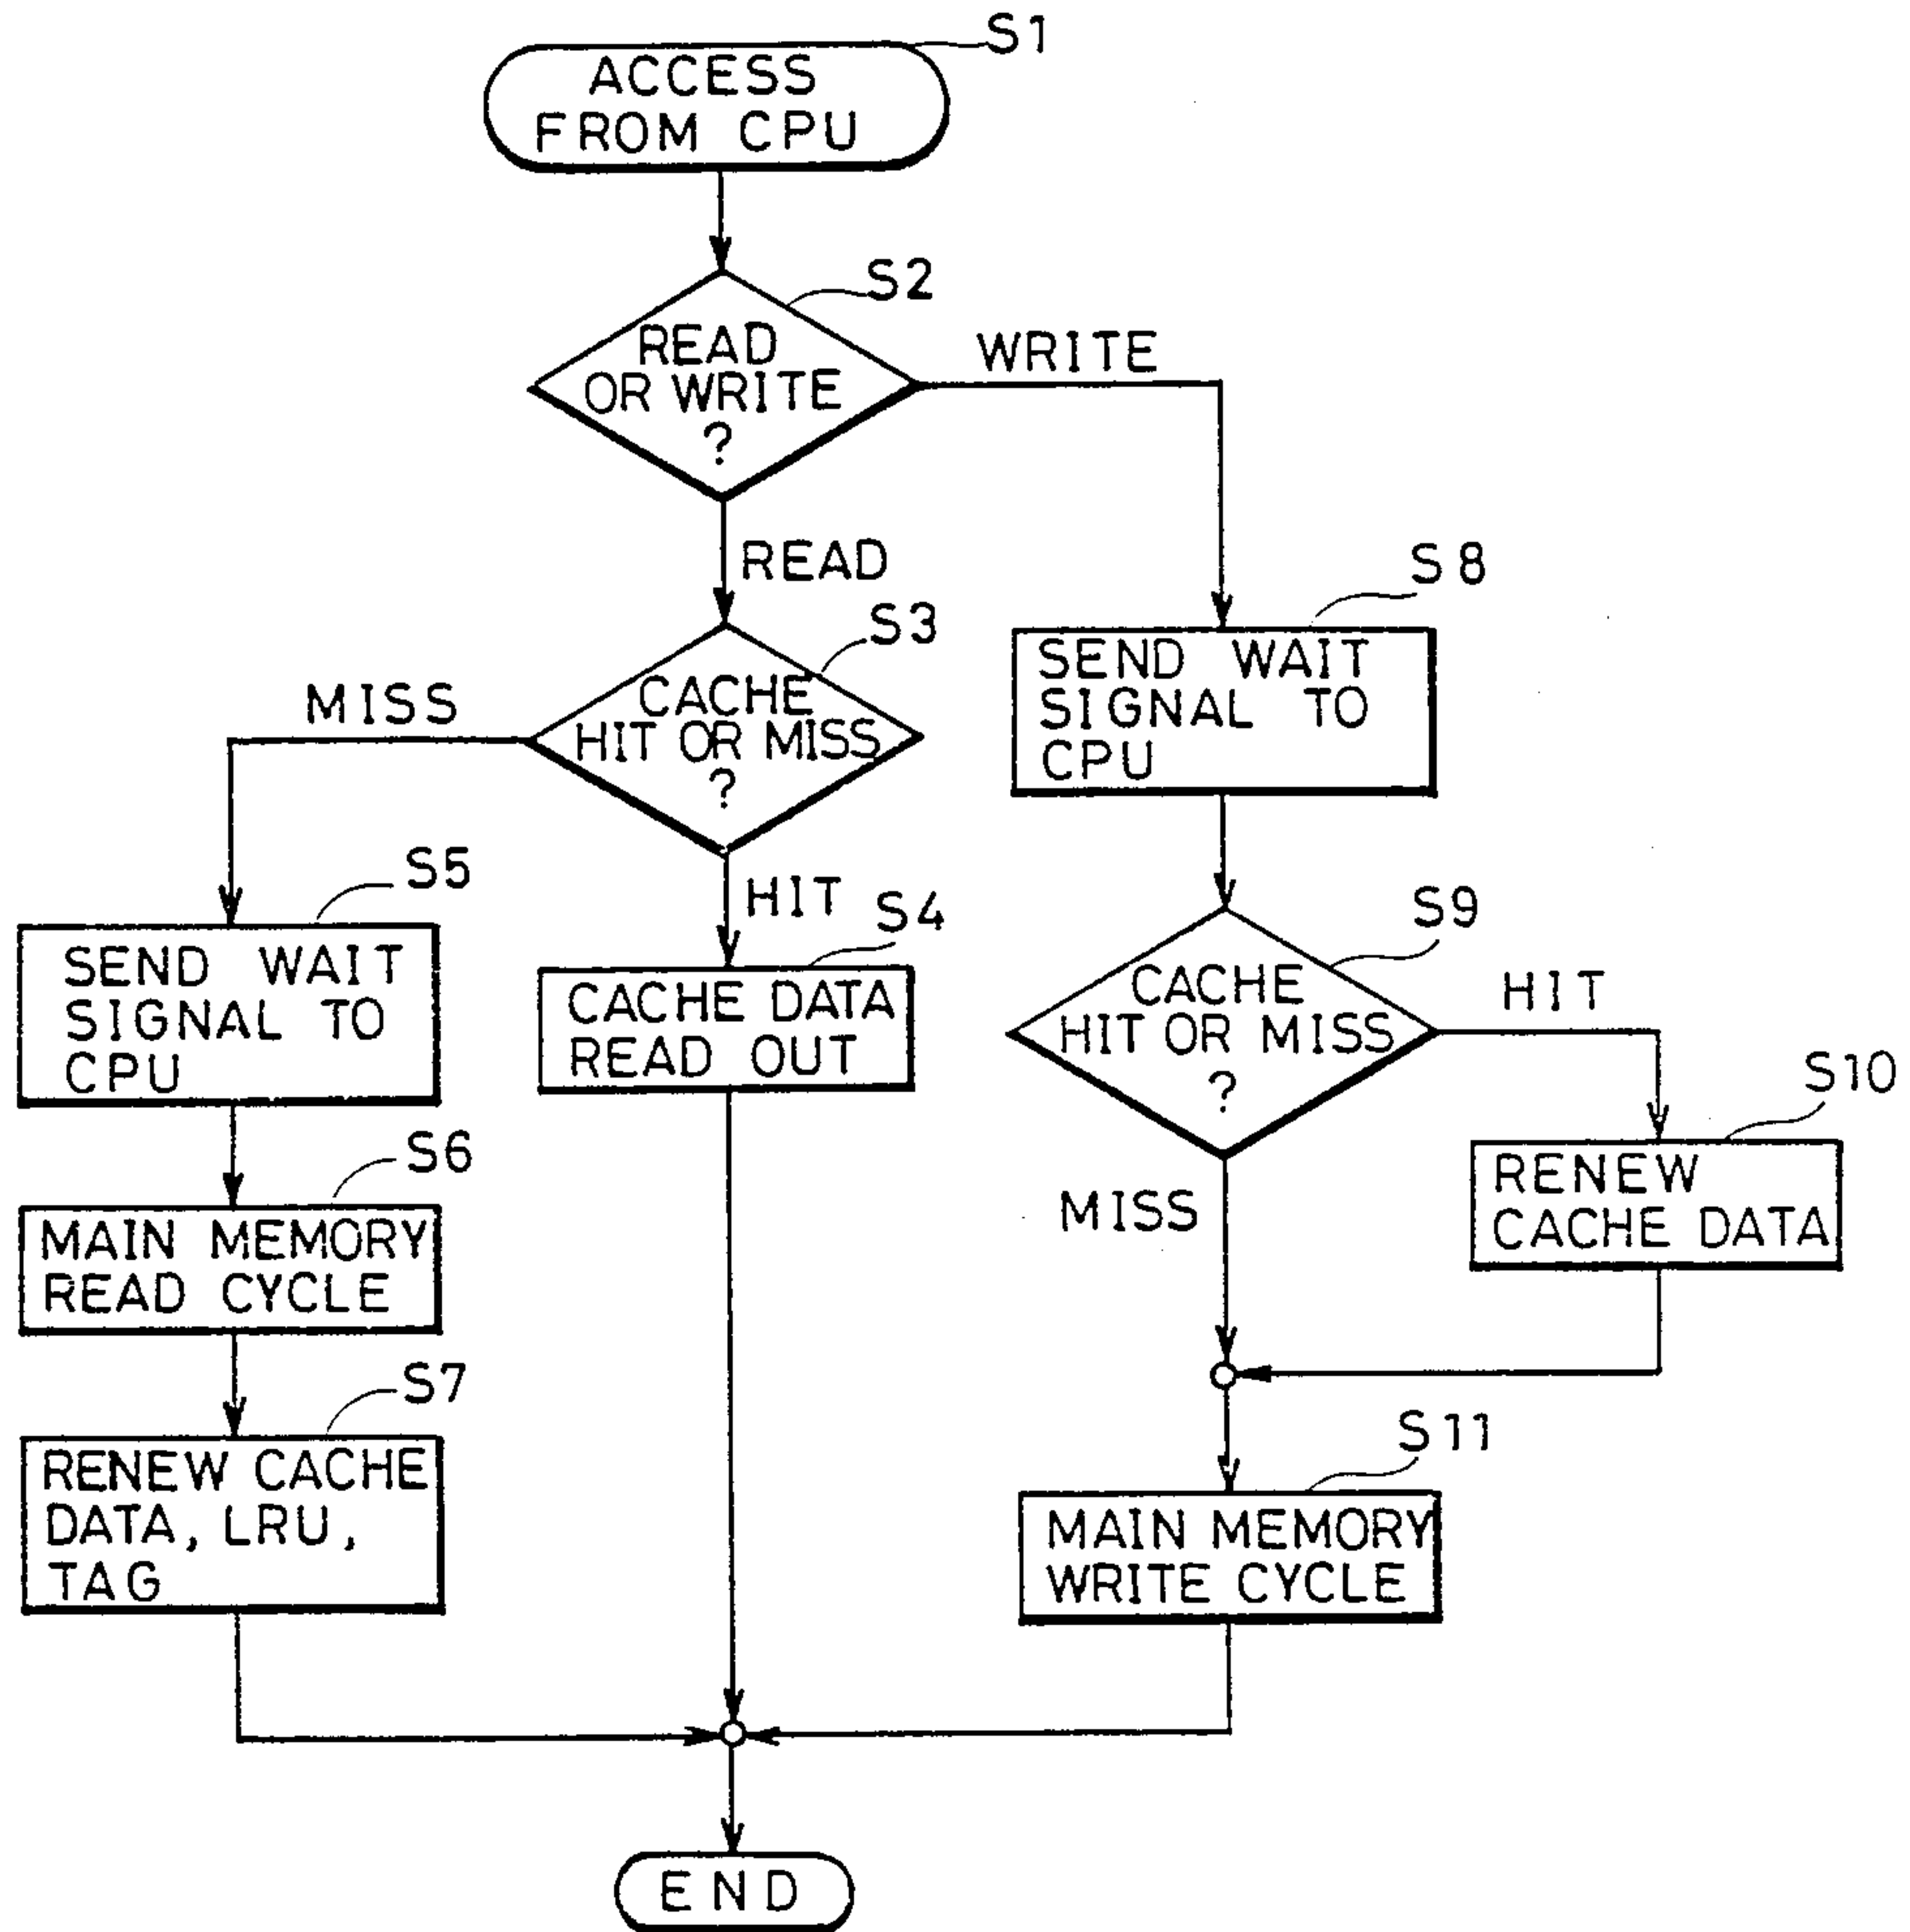 S1
ACCESS
FROM CPU
S2
READ
OR WRITE
?
WRITE
READ
S3
CACHE
HIT OR MISS
?
MISS
HIT
S4
CACHE DATA
READ OUT
S5
SEND WAIT
SIGNAL TO
CPU
S6
MAIN MEMORY
READ CYCLE
S7
RENEW CACHE
DATA, LRU,
TAG
S8
SEND WAIT
SIGNAL TO
CPU
S9
CACHE
HIT OR MISS
?
HIT
MISS
S10
RENEW
CACHE DATA
S11
MAIN MEMORY
WRITE CYCLE
END